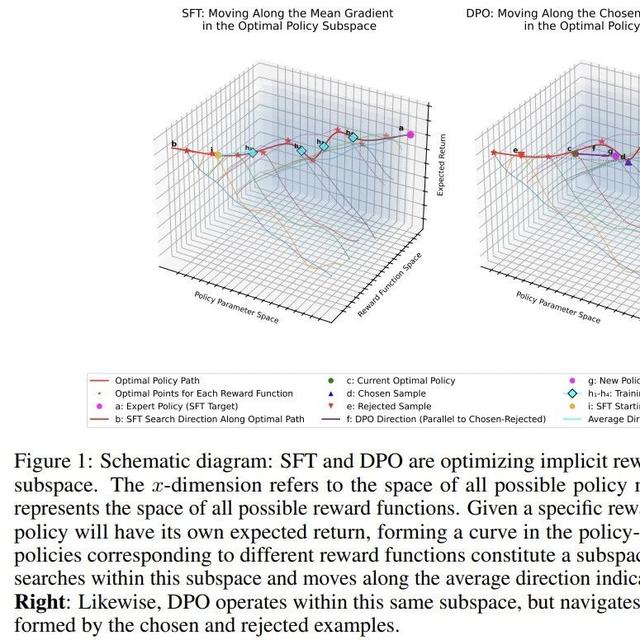 SFT: Moving Along the Mean Gradient
in the Optimal Policy Subspace
DPO: Moving Along the Chosen
in the Optimal Policy
b
i
a
e
c
f
g
d
Expected Return
Policy Parameter Space
Reward Function Space
Policy Parameter Space
Optimal Policy Path
Optimal Points for Each Reward Function
a: Expert Policy (SFT Target)
b: SFT Search Direction Along Optimal Path
c: Current Optimal Policy
d: Chosen Sample
e: Rejected Sample
f: DPO Direction (Parallel to Chosen-Rejected)
g: New Polic
h₁-h₄: Traini
i: SFT Starti
Average Dir
Figure 1: Schematic diagram: SFT and DPO are optimizing implicit rew
subspace. The x-dimension refers to the space of all possible policy
represents the space of all possible reward functions. Given a specific rew
policy will have its own expected return, forming a curve in the policy-
policies corresponding to different reward functions constitute a subspac
searches within this subspace and moves along the average direction indic
Right: Likewise, DPO operates within this same subspace, but navigates
formed by the chosen and rejected examples.